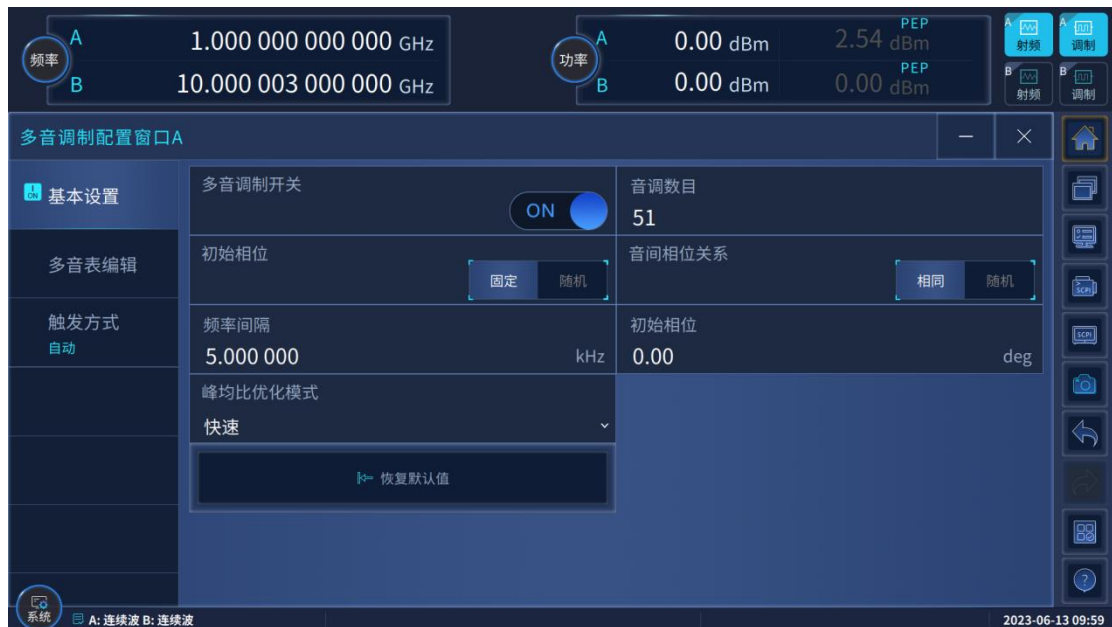 频率
A
1.000 000 000 000 GHz
B
10.000 003 000 000 GHz
功率
A
0.00 dBm
PEP
2.54 dBm
B
0.00 dBm
PEP
0.00 dBm
A
射频
A
调制
B
射频
B
调制
多音调制配置窗口A
ON
基本设置
多音表编辑
触发方式
自动
多音调制开关
ON
音调数目
51
初始相位
固定 随机
音间相位关系
相同 随机
频率间隔
5.000 000 kHz
初始相位
0.00 deg
峰均比优化模式
快速
恢复默认值
SCPI
SCPI
系统
A: 连续波 B: 连续波
2023-06-13 09:59